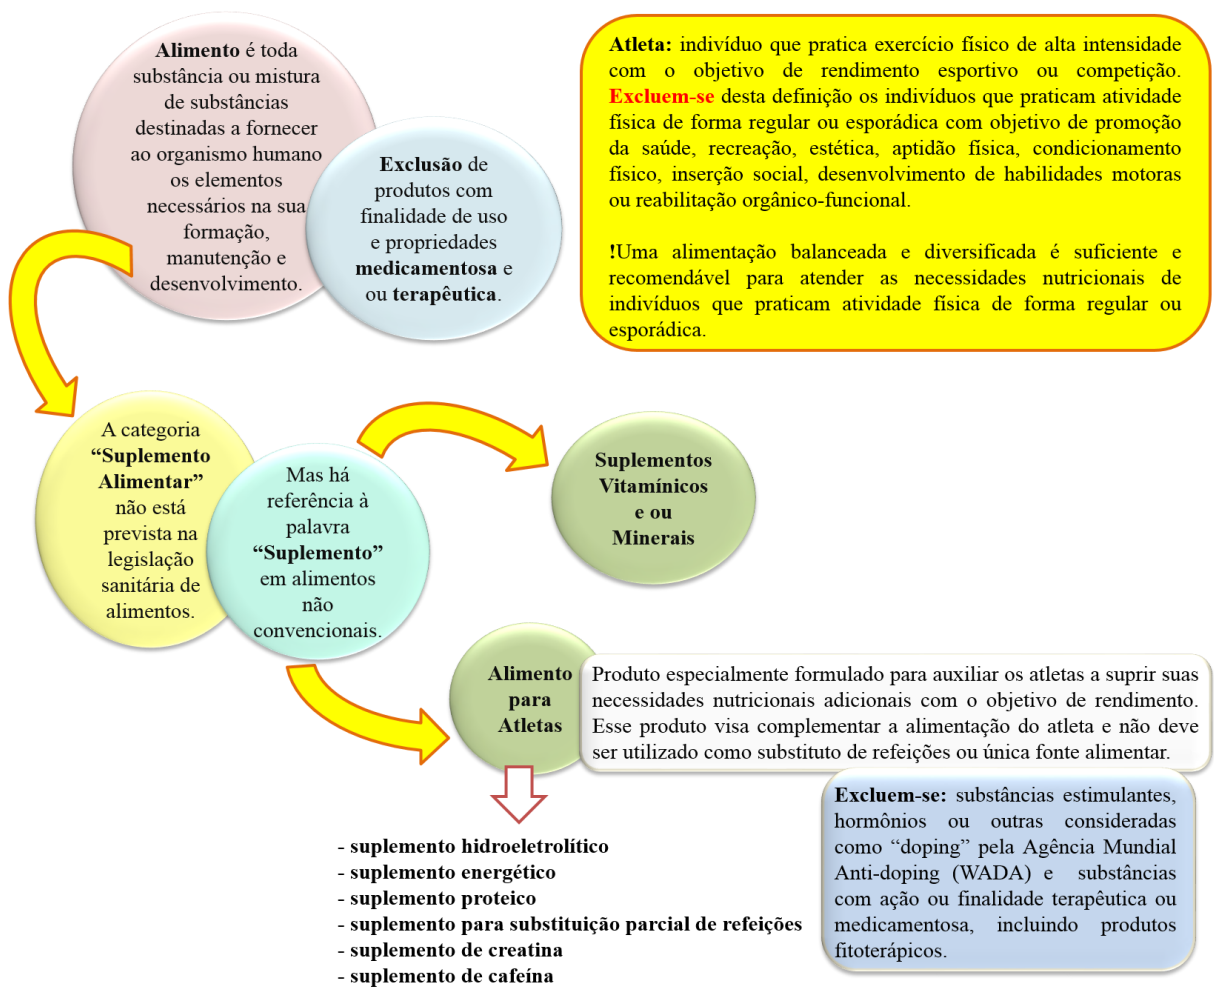 Alimento é toda
substância ou mistura
de substâncias
destinadas a fornecer
ao organismo humano
os elementos
necessários na sua
formação,
manutenção e
desenvolvimento.
Exclusão de
produtos com
finalidade de uso
e propriedades
medicamentosa e
ou terapêutica.
Atleta: indivíduo que pratica exercício físico de alta intensidade
com o objetivo de rendimento esportivo ou competição.
Excluem-se desta definição os indivíduos que praticam atividade
física de forma regular ou esporádica com objetivo de promoção
da saúde, recreação, estética, aptidão física, condicionamento
físico, inserção social, desenvolvimento de habilidades motoras
ou reabilitação orgânico-funcional.
!Uma alimentação balanceada e diversificada é suficiente e
recomendável para atender as necessidades nutricionais de
indivíduos que praticam atividade física de forma regular ou
esporádica.
A categoria
“Suplemento
Alimentar”
não está
prevista na
legislação
sanitária de
alimentos.
Mas há
referência à
palavra
“Suplemento”
em alimentos
não
convencionais.
Suplementos
Vitamínicos
e ou
Minerais
Alimento
para
Atletas
Produto especialmente formulado para auxiliar os atletas a suprir suas
necessidades nutricionais adicionais com o objetivo de rendimento.
Esse produto visa complementar a alimentação do atleta e não deve
ser utilizado como substituto de refeições ou única fonte alimentar.
Excluem-se: substâncias estimulantes,
hormônios ou outras consideradas
como “doping” pela Agência Mundial
Anti-doping (WADA) e substâncias
com ação ou finalidade terapêutica ou
medicamentosa, incluindo produtos
fitoterápicos.
- suplemento hidroeletrolítico
- suplemento energético
- suplemento proteico
- suplemento para substituição parcial de refeições
- suplemento de creatina
- suplemento de cafeína